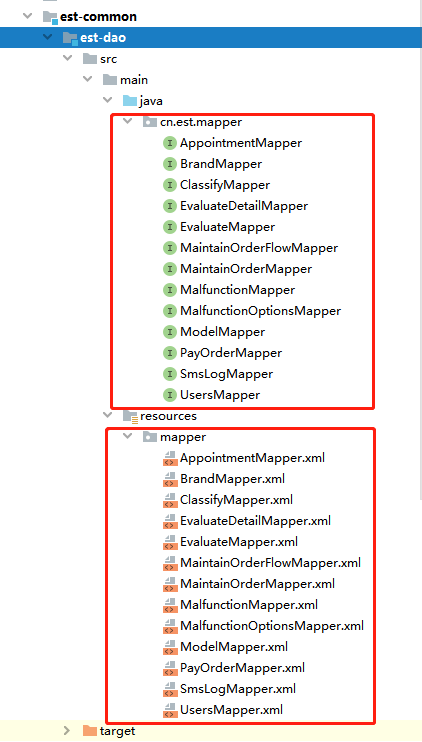 est-common
est-dao
src
main
java
cn.est.mapper
AppointmentMapper
BrandMapper
ClassifyMapper
EvaluateDetailMapper
EvaluateMapper
MaintainOrderFlowMapper
MaintainOrderMapper
MalfunctionMapper
MalfunctionOptionsMapper
ModelMapper
PayOrderMapper
SmsLogMapper
UsersMapper
resources
mapper
AppointmentMapper.xml
BrandMapper.xml
ClassifyMapper.xml
EvaluateDetailMapper.xml
EvaluateMapper.xml
MaintainOrderFlowMapper.xml
MaintainOrderMapper.xml
MalfunctionMapper.xml
MalfunctionOptionsMapper.xml
ModelMapper.xml
PayOrderMapper.xml
SmsLogMapper.xml
UsersMapper.xml
target